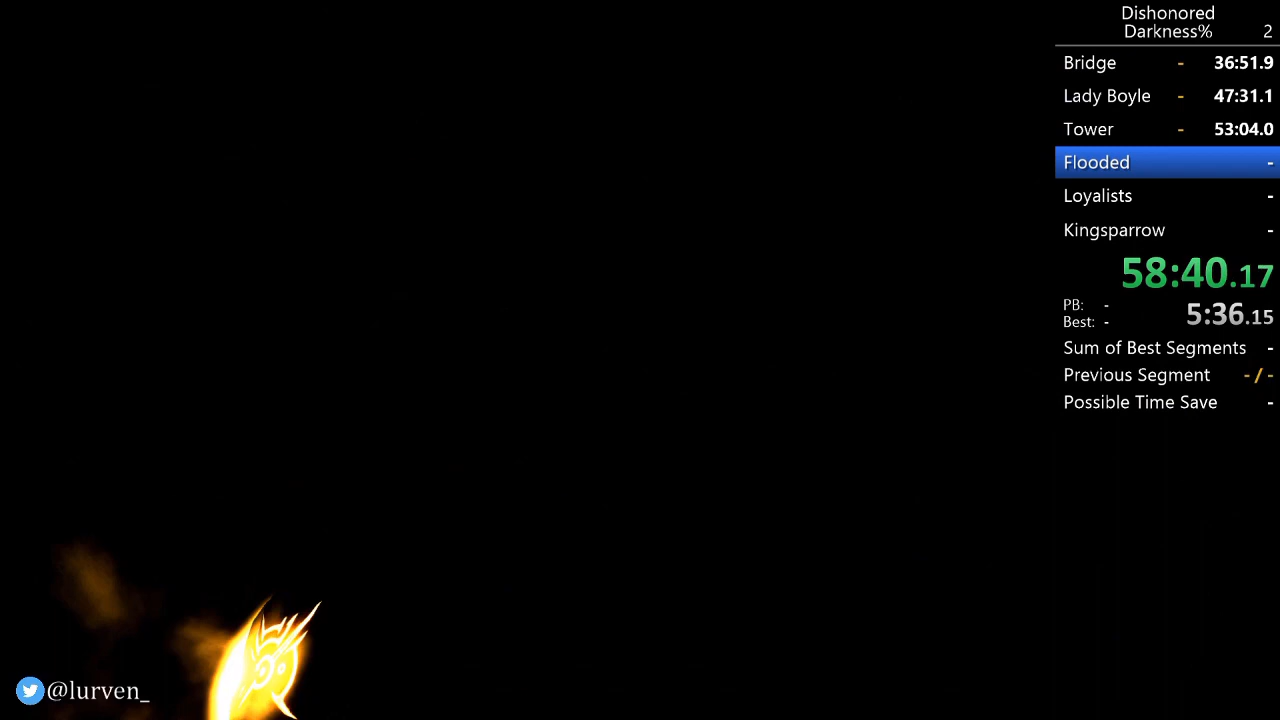 Dishonored
Darkness% 2
Bridge - 36:51.9
Lady Boyle - 47:31.1
Tower - 53:04.0
Flooded -
Loyalists -
Kingsparrow -
58:40.17
PB: - 5:36.15
Best: -
Sum of Best Segments -
Previous Segment - / -
Possible Time Save -
@lurven_